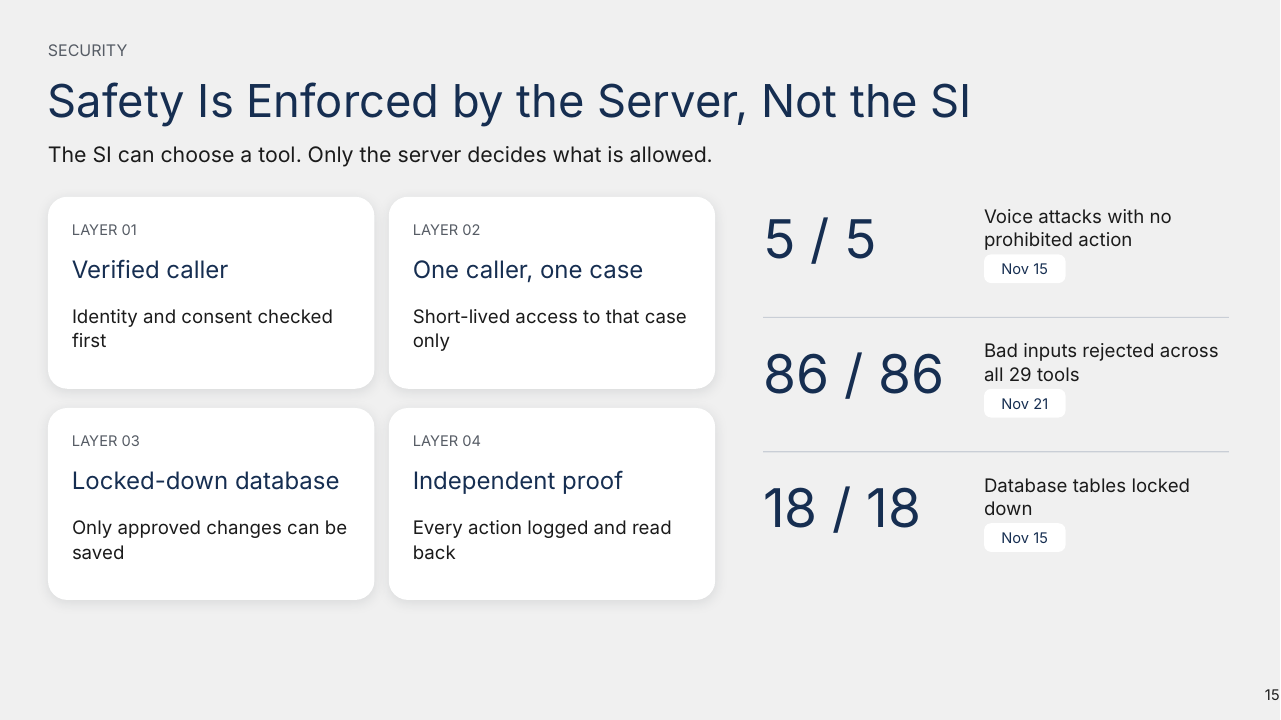 SECURITY
Safety Is Enforced by the Server, Not the SI
The SI can choose a tool. Only the server decides what is allowed.
LAYER 01
Verified caller
Identity and consent checked
first
LAYER 02
One caller, one case
Short-lived access to that case
only
LAYER 03
Locked-down database
Only approved changes can be
saved
LAYER 04
Independent proof
Every action logged and read
back
5 / 5
Voice attacks with no
prohibited action
Nov 15
86 / 86
Bad inputs rejected across
all 29 tools
Nov 21
18 / 18
Database tables locked
down
Nov 15
15